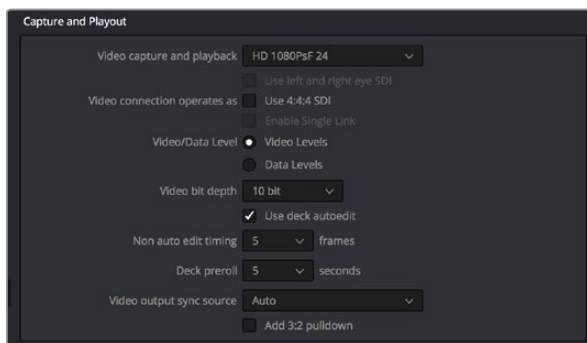 Capture and Playout
Video capture and playback HD 1080PsF 24
Use left and right eye SDI
Video connection operates as Use 4:4:4 SDI
Enable Single Link
Video/Data Level Video Levels
Data Levels
Video bit depth 10 bit
Use deck autoedit
Non auto edit timing 5 frames
Deck preroll 5 seconds
Video output sync source Auto
Add 3:2 pulldown